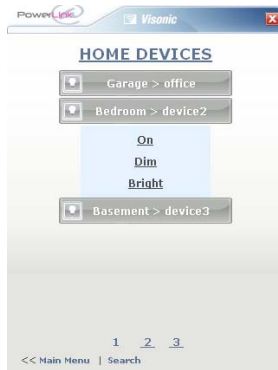 PowerLink Visonic
HOME DEVICES
Garage > office
Bedroom > device2
On
Dim
Bright
Basement > device3
1 2 3
<< Main Menu | Search